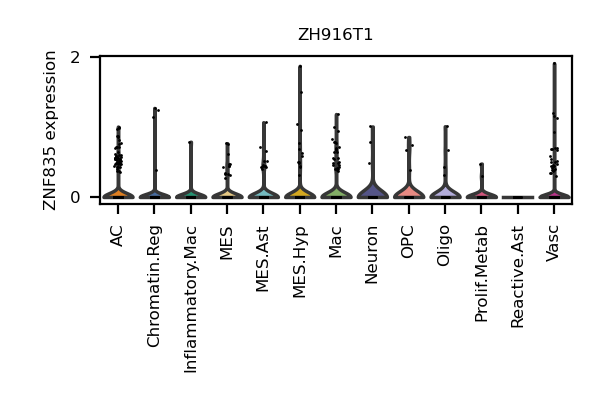 ZH916T1
ZNF835 expression
2
0
AC
Chromatin.Reg
Inflammatory.Mac
MES
MES.Ast
MES.Hyp
Mac
Neuron
OPC
Oligo
Prolif.Metab
Reactive.Ast
Vasc